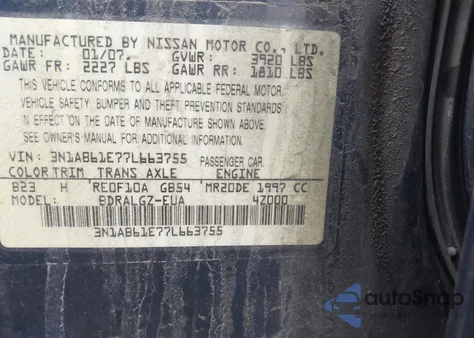 MANUFACTURED BY NISSAN MOTOR CO., LTD.
DATE: 01/07. GVWR: 3920 LBS
GAWR FR: 2227 LBS GAWR RR: 1810 LBS
THIS VEHICLE CONFORMS TO ALL APPLICABLE FEDERAL MOTOR
VEHICLE SAFETY, BUMPER AND THEFT PREVENTION STANDARDS
IN EFFECT ON THE DATE OF MANUFACTURE SHOWN ABOVE.
SEE OWNER'S MANUAL FOR ADDITIONAL INFORMATION.
VIN: 3N1AB61E77L663755 PASSENGER CAR.
COLOR TRIM TRANS AXLE ENGINE
B23 H RE0F10A GB54 MR20DE 1997 CC
MODEL: BDRALGZ-EUA 4Z000
3N1AB61E77L663755
autoSnap